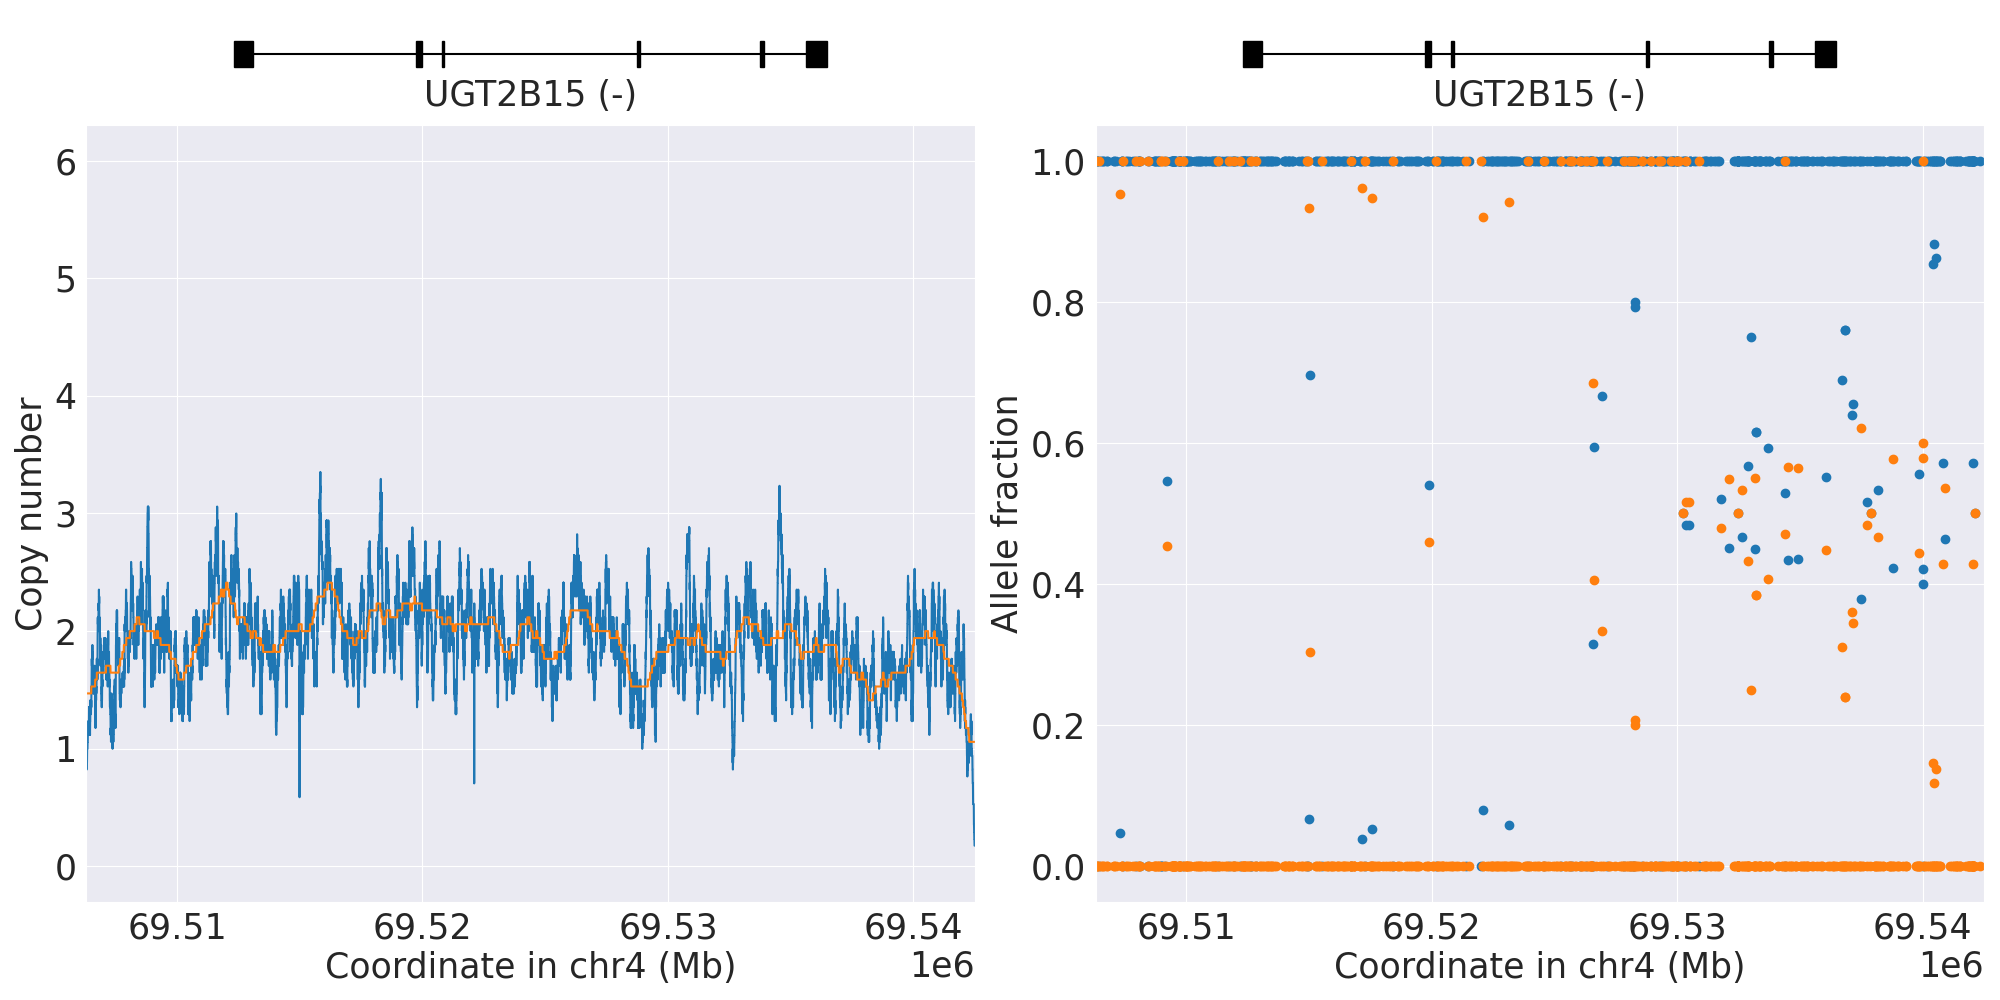 UGT2B15 (-)
UGT2B15 (-)
Copy number
6
5
4
3
2
1
0
69.51
69.52
69.53
69.54
Coordinate in chr4 (Mb)
1e6
Allele fraction
1.0
0.8
0.6
0.4
0.2
0.0
69.51
69.52
69.53
69.54
Coordinate in chr4 (Mb)
1e6